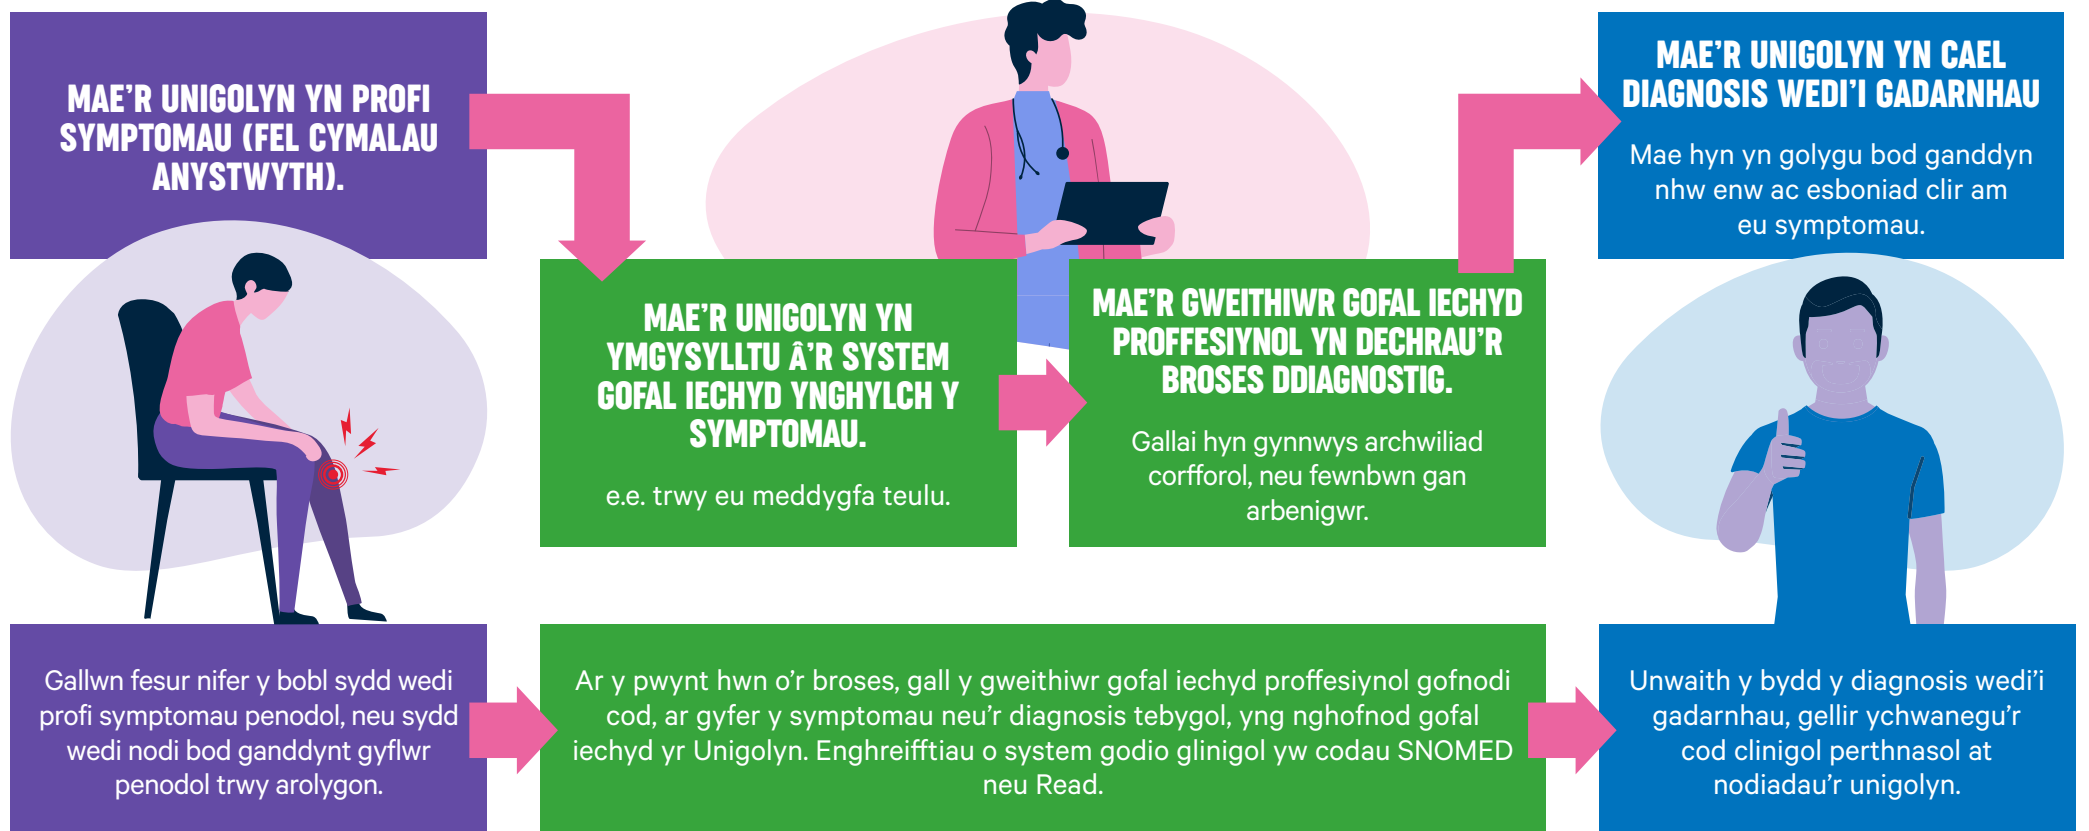 MAE'R UNIGOLYN YN PROFI
SYMPTOMAU (FEL CYMALAU
ANYSTWYTH).
MAE'R UNIGOLYN YN
YMGYSYLLTU Â'R SYSTEM
GOFAL IECHYD YNGHYLCH Y
SYMPTOMAU.
e.e. trwy eu meddygfa teulu.
MAE'R GWEITHIWR GOFAL IECHYD
PROFFESIYNOL YN DECHRAU'R
BROSES DDIAGNOSTIG.
Gallai hyn gynnwys archwiliad
corfforol, neu fewnbwn gan
arbenigwr.
MAE'R UNIGOLYN YN CAEL
DIAGNOSIS WEDI'I GADARNHAU
Mae hyn yn golygu bod ganddyn
nhw enw ac esboniad clir am
eu symptomau.
Gallwn fesur nifer y bobl sydd wedi
profi symptomau penodol, neu sydd
wedi nodi bod ganddynt gyflwr
penodol trwy arolygon.
Ar y pwynt hwn o'r broses, gall y gweithiwr gofal iechyd proffesiynol gofnodi
cod, ar gyfer y symptomau neu'r diagnosis tebygol, yng nghofnod gofal
iechyd yr Unigolyn. Enghreifftiau o system godio glinigol yw codau SNOMED
neu Read.
Unwaith y bydd y diagnosis wedi'i
gadarnhau, gellir ychwanegu'r
cod clinigol perthnasol at
nodiadau'r unigolyn.